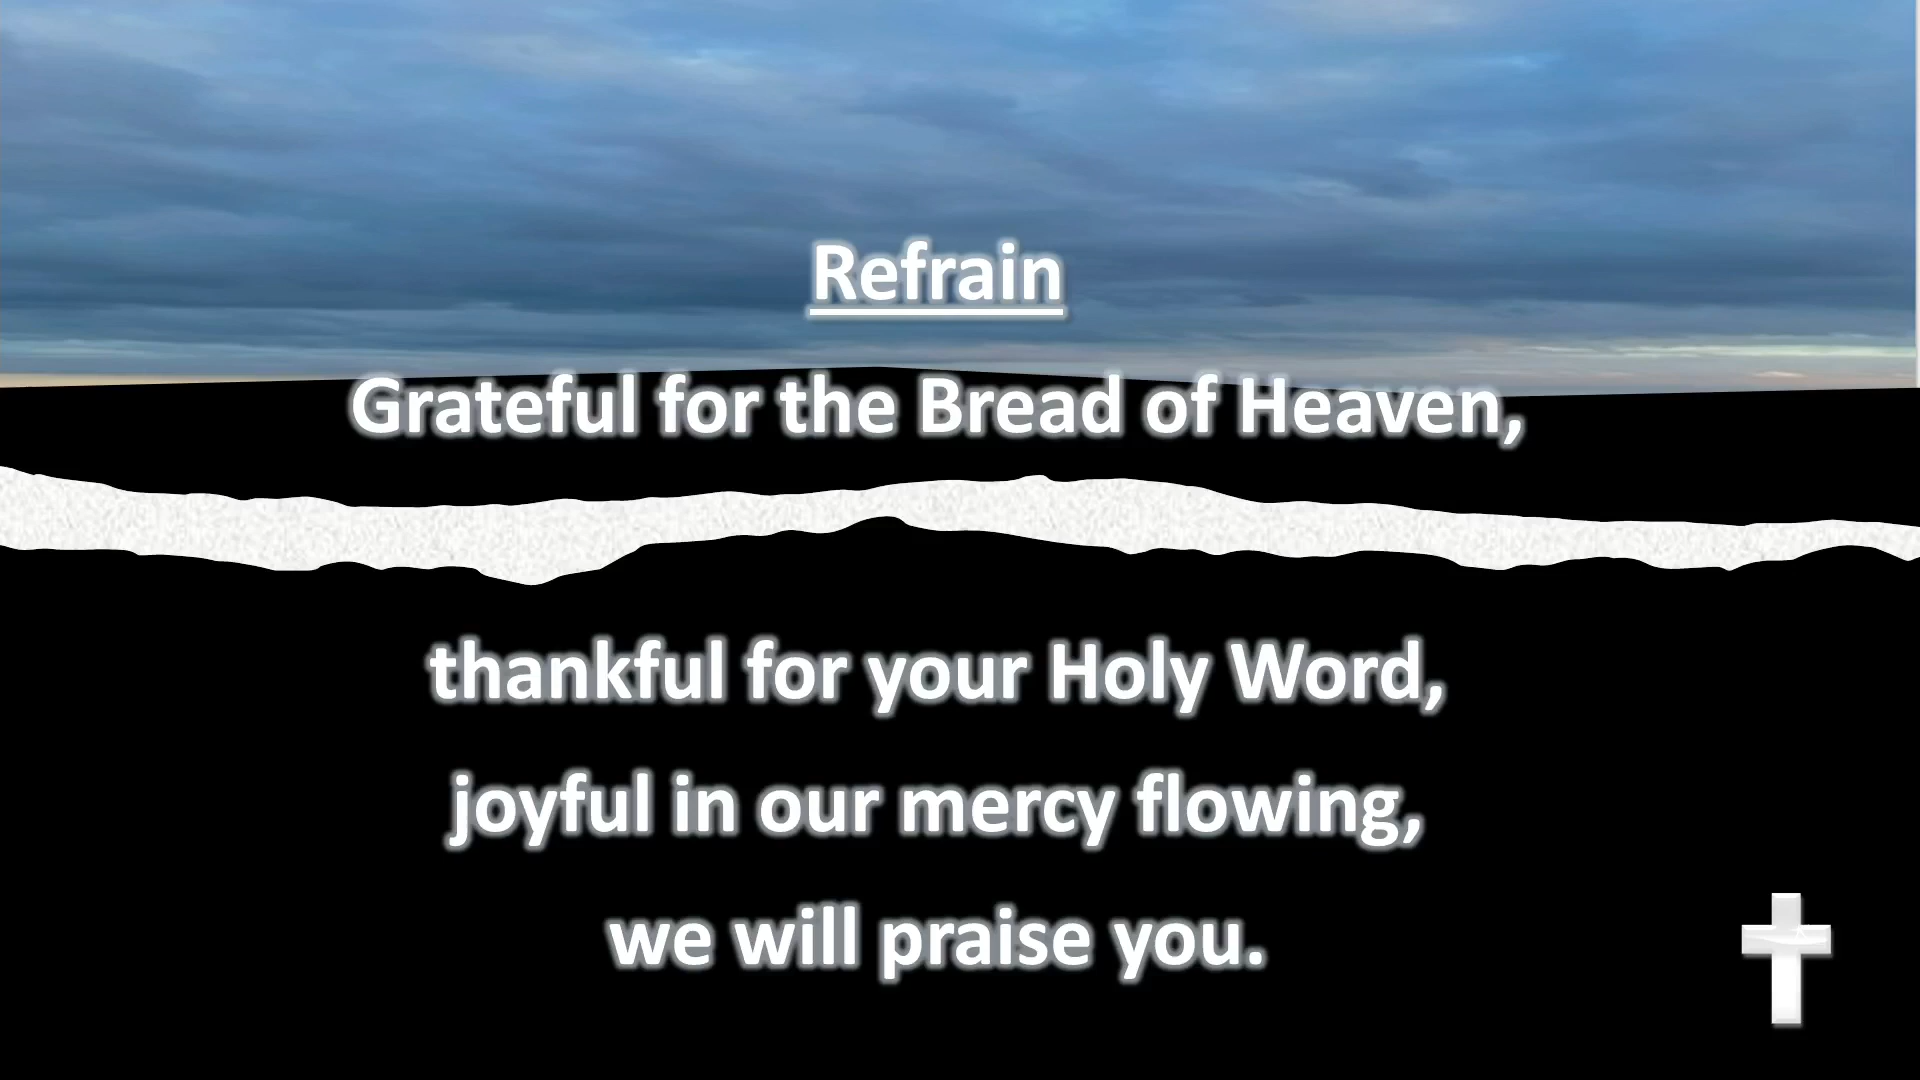 Refrain
Grateful for the Bread of Heaven,
thankful for your Holy Word,
joyful in our mercy flowing,
we will praise you.